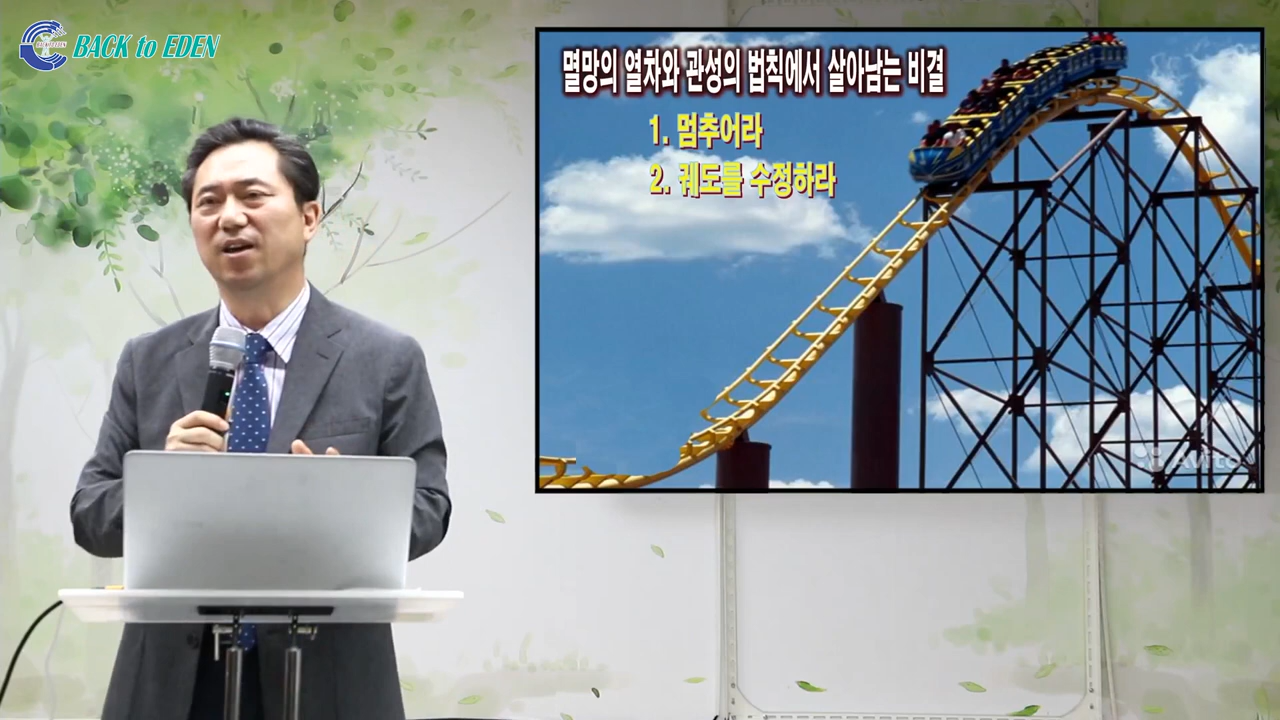 BACK to EDEN
멸망의 열차와 관성의 법칙에서 살아남는 비결
1. 멈추어라
2. 궤도를 수정하라
Avito